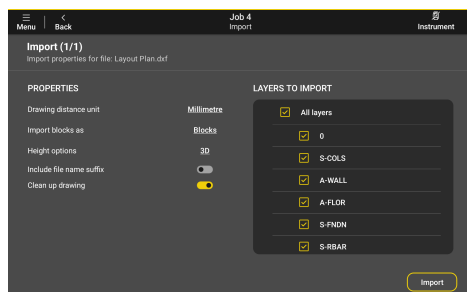 Menu
Back
Job 4
Import
Instrument
Import (1/1)
Import properties for file: Layout Plan.dxf
PROPERTIES
Drawing distance unit Millimetre
Import blocks as Blocks
Height options 3D
Include file name suffix
Clean up drawing
LAYERS TO IMPORT
All layers
0
S-COLS
A-WALL
A-FLOR
S-FNDN
S-RBAR
Import